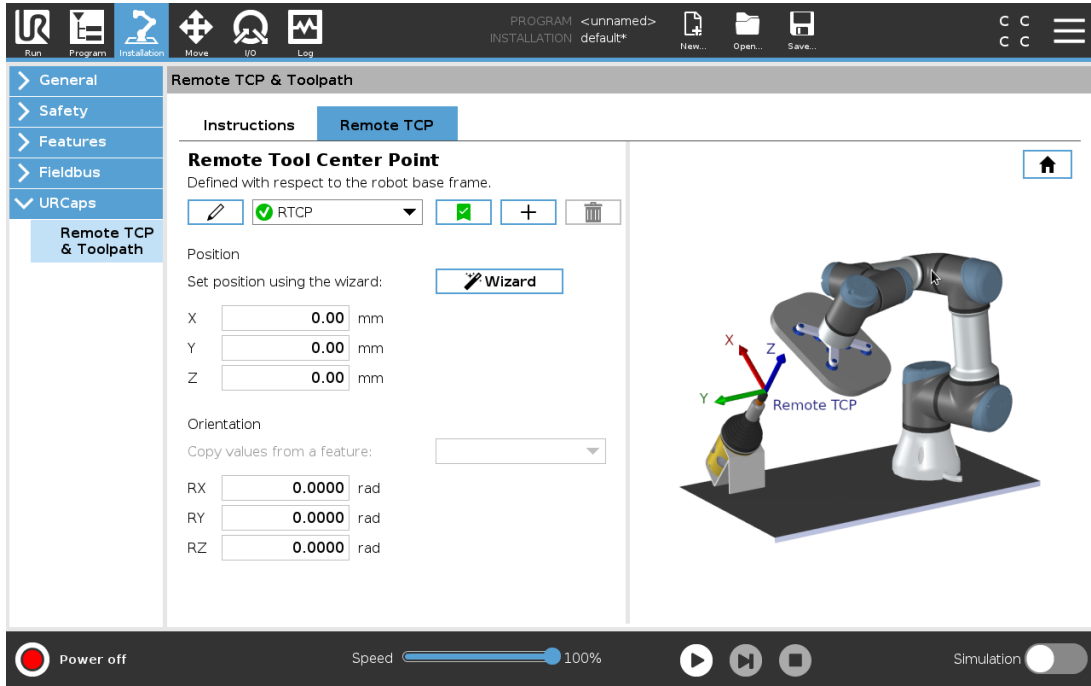 UR
PROGRAM <unnamed>
INSTALLATION default*
C C
C C
Run Program Installation Move I/O Log New... Open... Save...
General
Safety
Features
Fieldbus
URCaps
Remote TCP
& Toolpath
Remote TCP & Toolpath
Instructions Remote TCP
Remote Tool Center Point
Defined with respect to the robot base frame.
RTCP
Position
Set position using the wizard: Wizard
X 0.00 mm
Y 0.00 mm
Z 0.00 mm
Orientation
Copy values from a feature:
RX 0.0000 rad
RY 0.0000 rad
RZ 0.0000 rad
X
Z
Y
Remote TCP
Power off Speed 100% Simulation